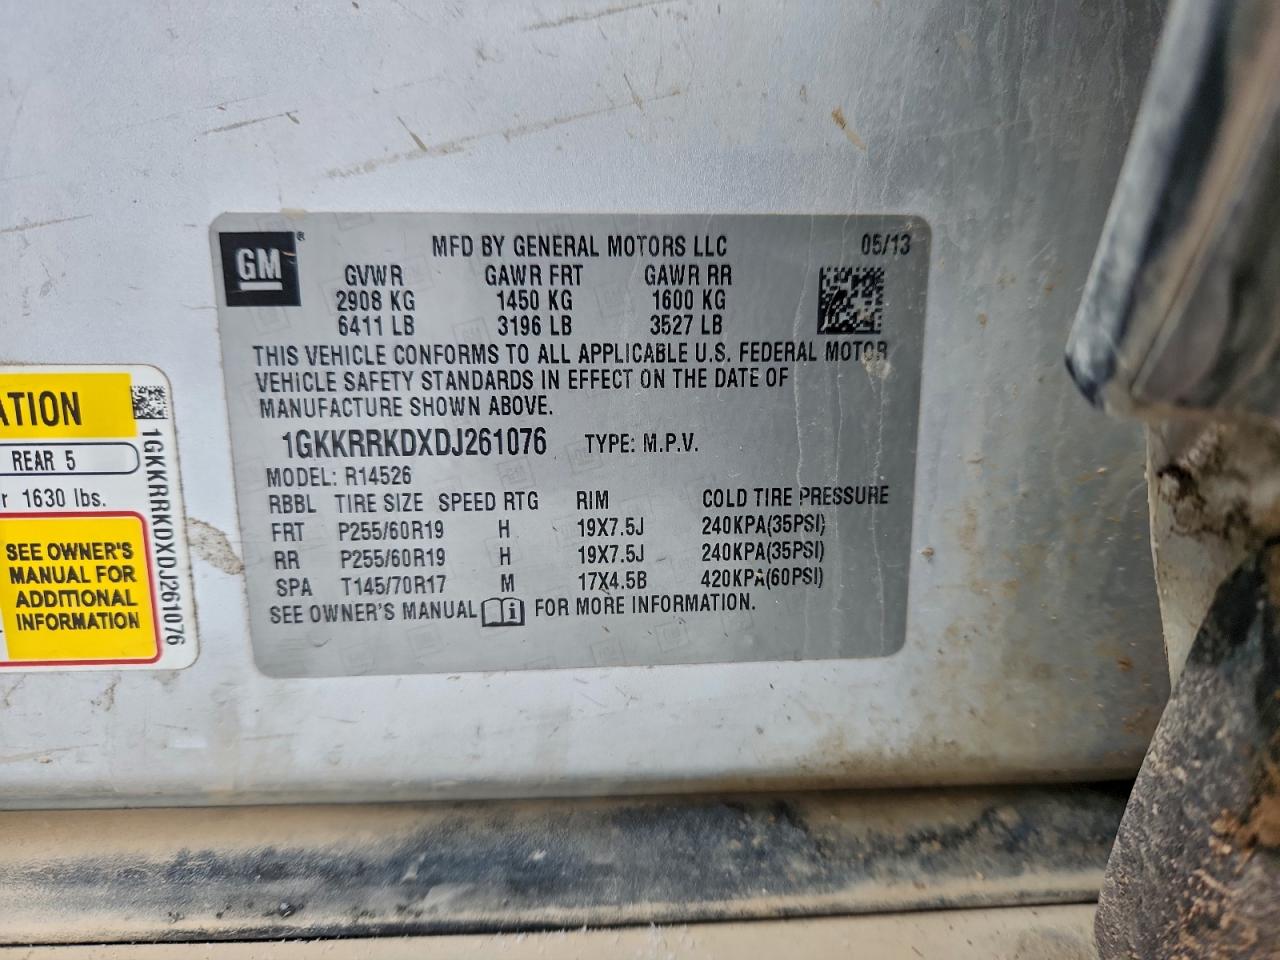 GM ®
MFD BY GENERAL MOTORS LLC 05/13
GVWR GAWR FRT GAWR RR
2908 KG 1450 KG 1600 KG
6411 LB 3196 LB 3527 LB
THIS VEHICLE CONFORMS TO ALL APPLICABLE U.S. FEDERAL MOTOR
VEHICLE SAFETY STANDARDS IN EFFECT ON THE DATE OF
MANUFACTURE SHOWN ABOVE.
1GKKRRKDXDJ261076 TYPE: M.P.V.
MODEL: R14526
RBBL TIRE SIZE SPEED RTG RIM COLD TIRE PRESSURE
FRT P255/60R19 H 19X7.5J 240KPA(35PSI)
RR P255/60R19 H 19X7.5J 240KPA(35PSI)
SPA T145/70R17 M 17X4.5B 420KPA(60PSI)
SEE OWNER'S MANUAL i FOR MORE INFORMATION.
ATION
REAR 5
r 1630 lbs.
SEE OWNER'S
MANUAL FOR
ADDITIONAL
INFORMATION
1GKKRRKDXDJ261076